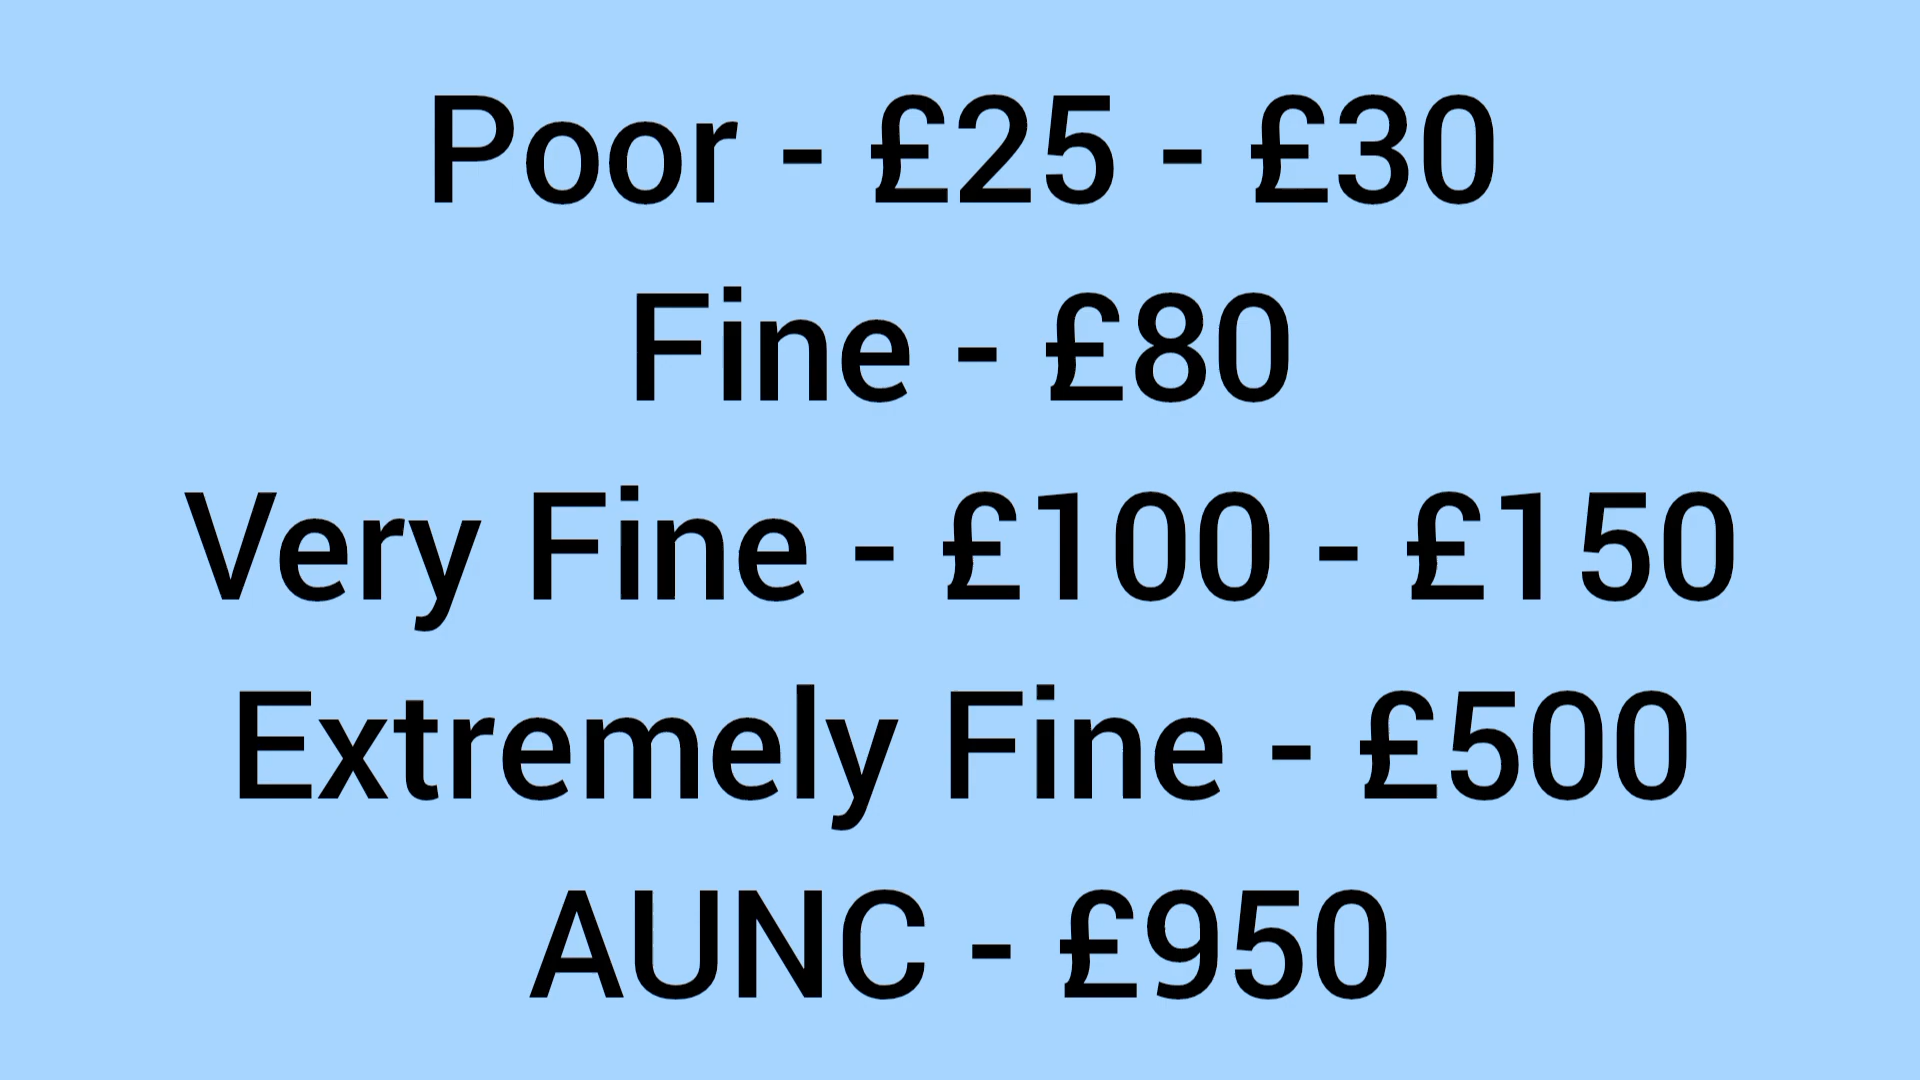 Poor - £25 - £30
Fine - £80
Very Fine - £100 - £150
Extremely Fine - £500
AUNC - £950